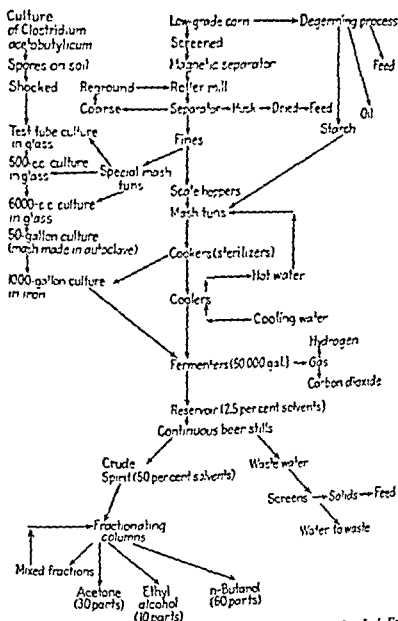 Culture
of Clostridium
acetobutylicum
Low-grade corn
Degerming process
Screened
Spores on soil
Magnetic separator
Feed
Shocked
Reground
Roller mill
Oil
Coarse
Separator
Husk
Dried
Feed
Starch
Test tube culture
in glass
Fines
500-c.c. culture
in glass
Special mash
tuns
Scale hoppers
6000-c.c. culture
in glass
Mash tuns
50-gallon culture
(mash made in autoclave)
Cookers (sterilizers)
Hot water
1000-gallon culture
in iron
Coolers
Cooling water
Hydrogen
Fermenters (50 000 gal.)
Gas
Carbon dioxide
Reservoir (2.5 per cent solvents)
Continuous beer stills
Crude
Spirit (50 per cent solvents)
Waste water
Screens
Solids
Feed
Water to waste
Fractionating
columns
Mixed fractions
Acetone
(30 parts)
Ethyl
alcohol
(10 parts)
n-Butanol
(60 parts)